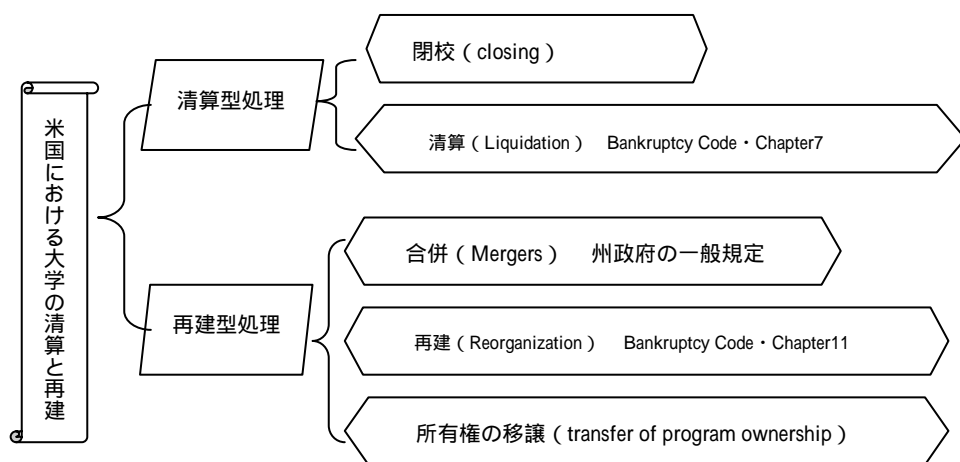 米国における大学の清算と再建
清算型処理
閉校（closing）
清算（Liquidation）　Bankruptcy Code・Chapter7
再建型処理
合併（Mergers）　州政府の一般規定
再建（Reorganization）　Bankruptcy Code・Chapter11
所有権の移譲（transfer of program ownership）